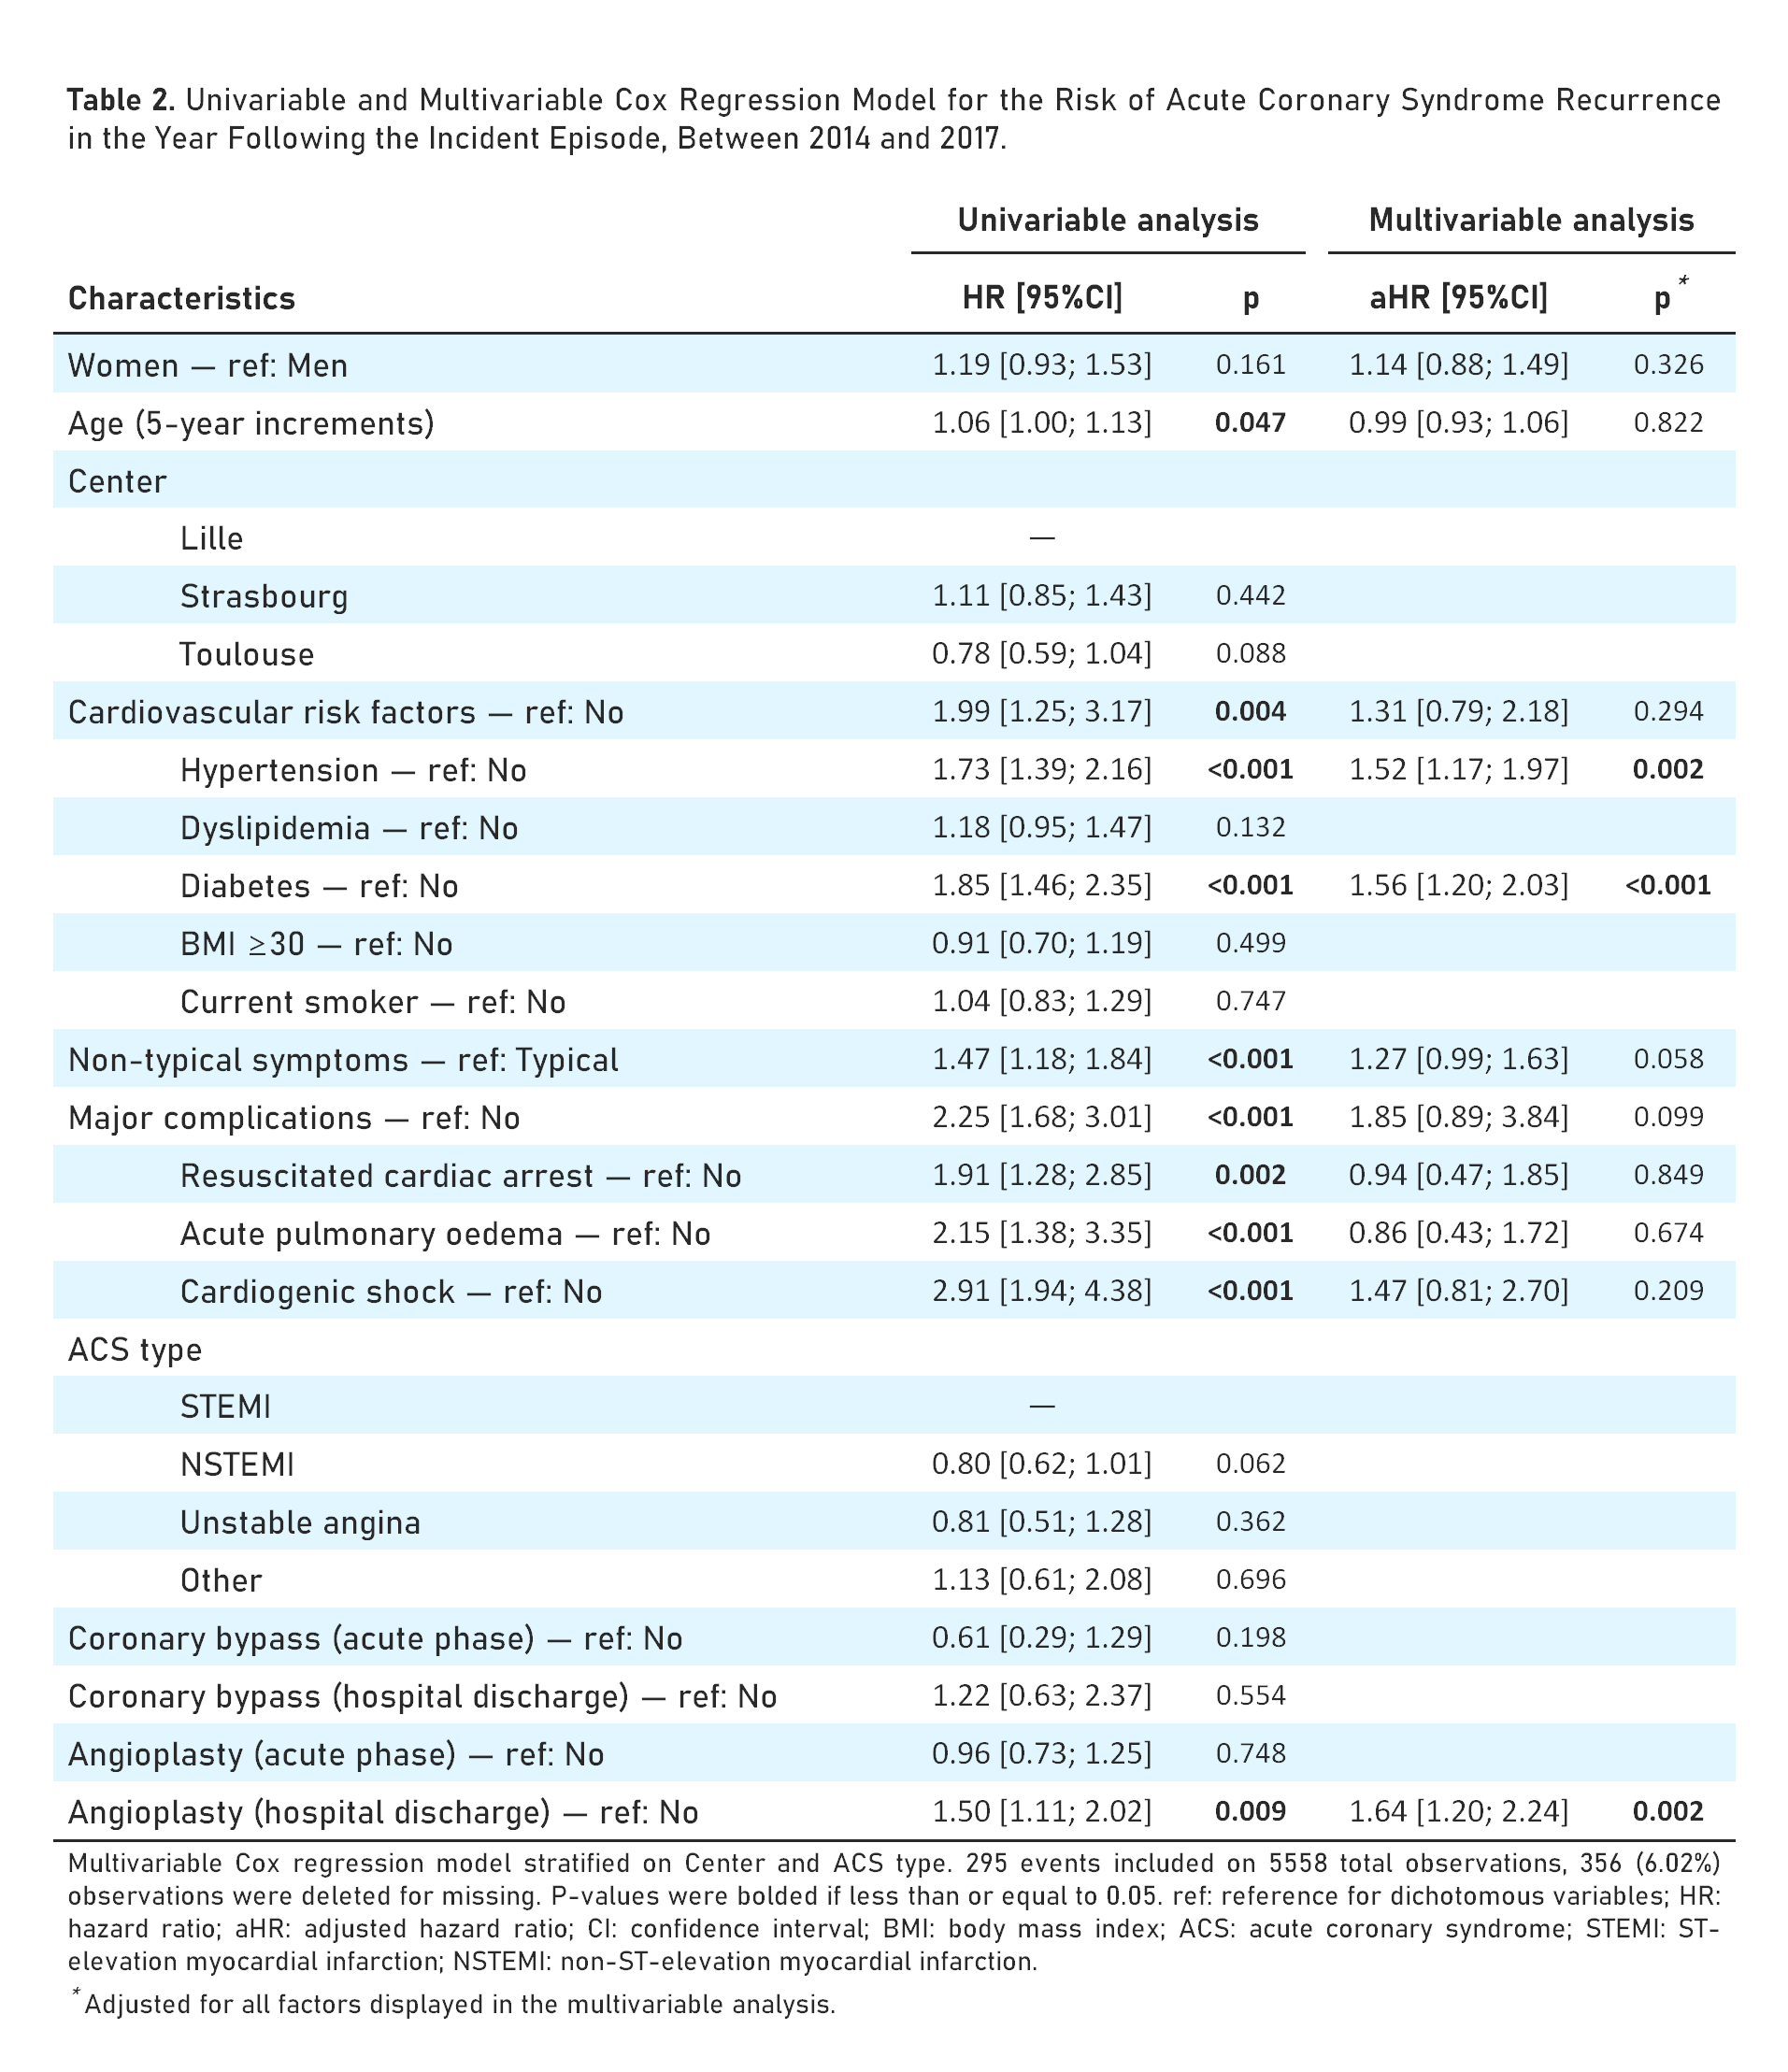 Table 2. Univariable and Multivariable Cox Regression Model for the Risk of Acute Coronary Syndrome Recurrence
in the Year Following the Incident Episode, Between 2014 and 2017.
Univariable analysis Multivariable analysis
Characteristics HR [95%CI] p aHR [95%CI] p*
Women — ref: Men 1.19 [0.93; 1.53] 0.161 1.14 [0.88; 1.49] 0.326
Age (5-year increments) 1.06 [1.00; 1.13] 0.047 0.99 [0.93; 1.06] 0.822
Center
Lille —
Strasbourg 1.11 [0.85; 1.43] 0.442
Toulouse 0.78 [0.59; 1.04] 0.088
Cardiovascular risk factors — ref: No 1.99 [1.25; 3.17] 0.004 1.31 [0.79; 2.18] 0.294
Hypertension — ref: No 1.73 [1.39; 2.16] <0.001 1.52 [1.17; 1.97] 0.002
Dyslipidemia — ref: No 1.18 [0.95; 1.47] 0.132
Diabetes — ref: No 1.85 [1.46; 2.35] <0.001 1.56 [1.20; 2.03] <0.001
BMI ≥30 — ref: No 0.91 [0.70; 1.19] 0.499
Current smoker — ref: No 1.04 [0.83; 1.29] 0.747
Non-typical symptoms — ref: Typical 1.47 [1.18; 1.84] <0.001 1.27 [0.99; 1.63] 0.058
Major complications — ref: No 2.25 [1.68; 3.01] <0.001 1.85 [0.89; 3.84] 0.099
Resuscitated cardiac arrest — ref: No 1.91 [1.28; 2.85] 0.002 0.94 [0.47; 1.85] 0.849
Acute pulmonary oedema — ref: No 2.15 [1.38; 3.35] <0.001 0.86 [0.43; 1.72] 0.674
Cardiogenic shock — ref: No 2.91 [1.94; 4.38] <0.001 1.47 [0.81; 2.70] 0.209
ACS type
STEMI —
NSTEMI 0.80 [0.62; 1.01] 0.062
Unstable angina 0.81 [0.51; 1.28] 0.362
Other 1.13 [0.61; 2.08] 0.696
Coronary bypass (acute phase) — ref: No 0.61 [0.29; 1.29] 0.198
Coronary bypass (hospital discharge) — ref: No 1.22 [0.63; 2.37] 0.554
Angioplasty (acute phase) — ref: No 0.96 [0.73; 1.25] 0.748
Angioplasty (hospital discharge) — ref: No 1.50 [1.11; 2.02] 0.009 1.64 [1.20; 2.24] 0.002
Multivariable Cox regression model stratified on Center and ACS type. 295 events included on 5558 total observations, 356 (6.02%)
observations were deleted for missing. P-values were bolded if less than or equal to 0.05. ref: reference for dichotomous variables; HR:
hazard ratio; aHR: adjusted hazard ratio; CI: confidence interval; BMI: body mass index; ACS: acute coronary syndrome; STEMI: ST-
elevation myocardial infarction; NSTEMI: non-ST-elevation myocardial infarction.
*Adjusted for all factors displayed in the multivariable analysis.